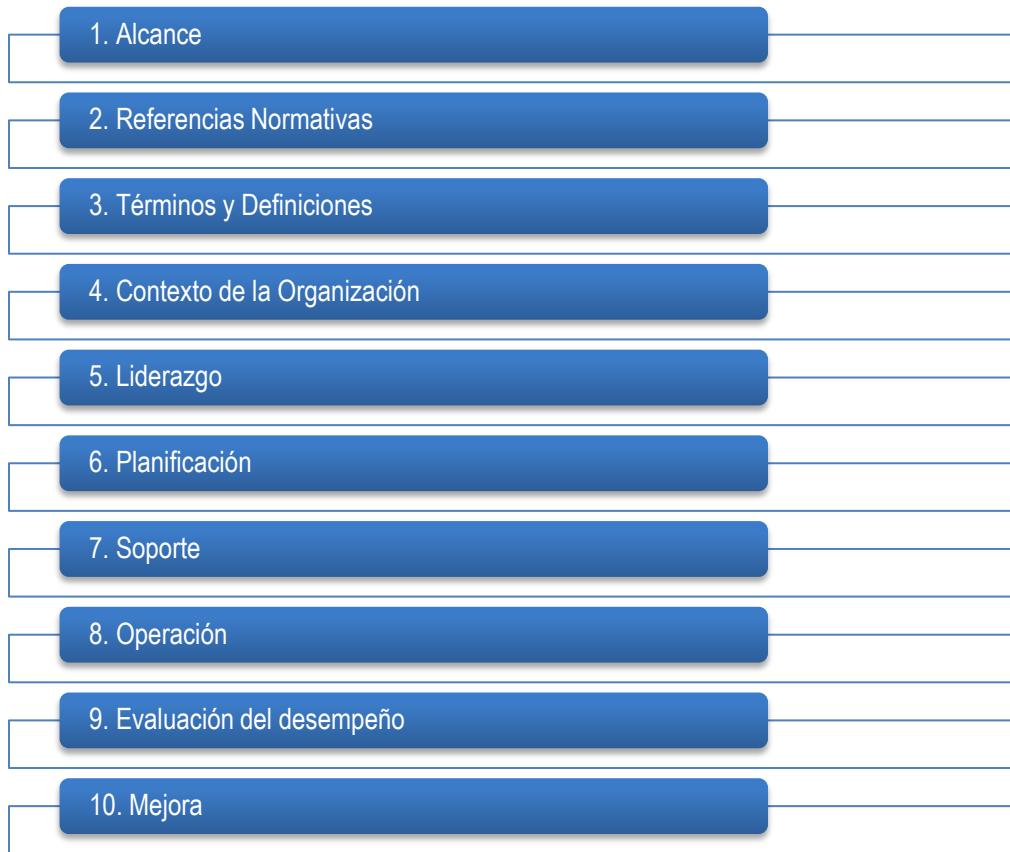 1. Alcance
2. Referencias Normativas
3. Términos y Definiciones
4. Contexto de la Organización
5. Liderazgo
6. Planificación
7. Soporte
8. Operación
9. Evaluación del desempeño
10. Mejora